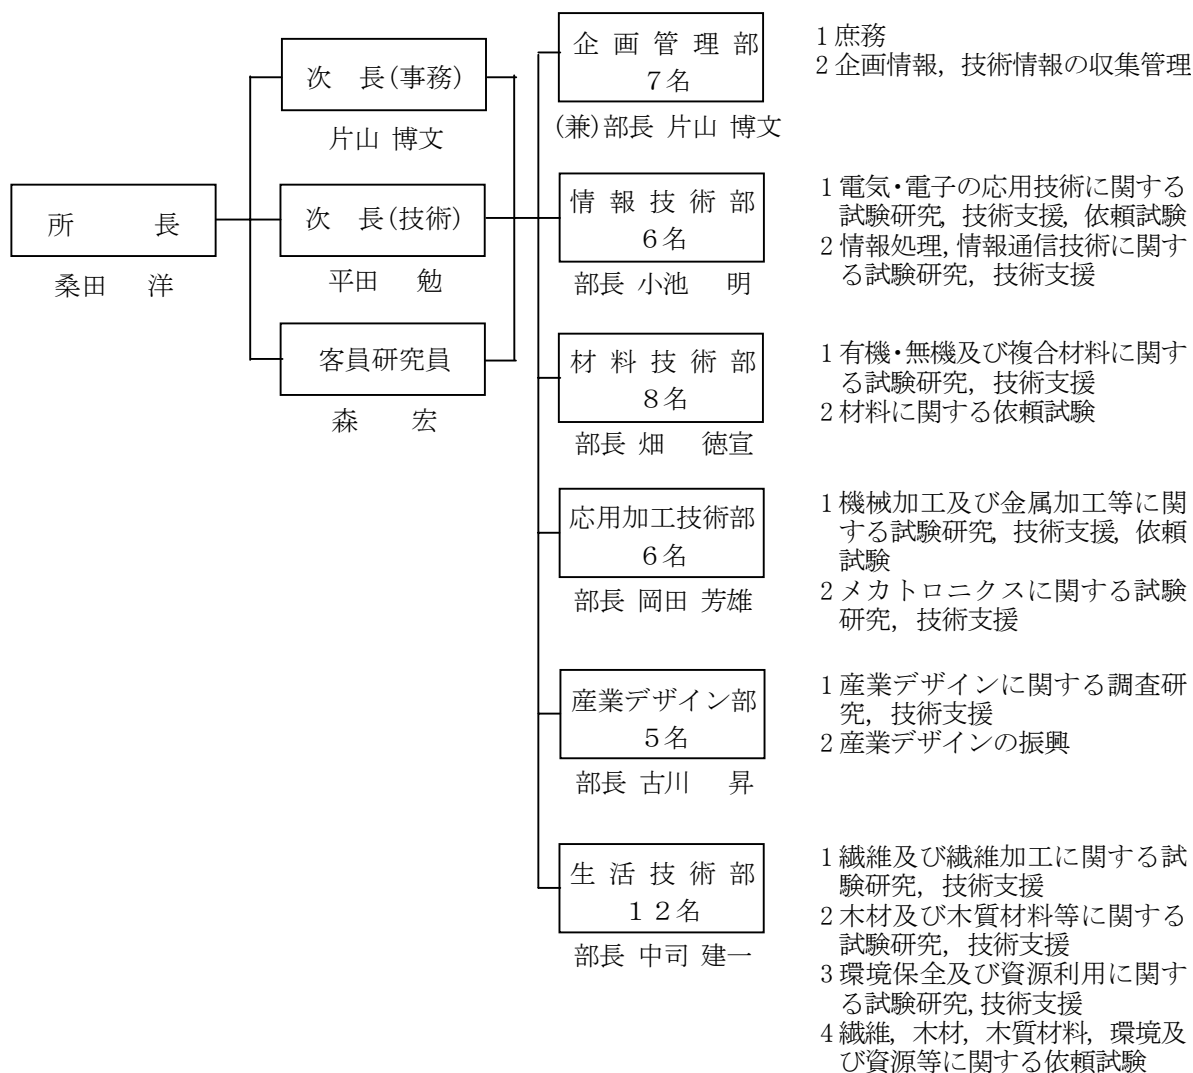 所　　　長
桑田　洋
次　長(事務)
片山 博文
次　長(技術)
平田　勉
客員研究員
森　　宏
企 画 管 理 部
７名
(兼)部長 片山 博文
1 庶務
2 企画情報，技術情報の収集管理
情 報 技 術 部
６名
部長 小池　明
1 電気・電子の応用技術に関する
試験研究，技術支援，依頼試験
2 情報処理，情報通信技術に関す
る試験研究，技術支援
材 料 技 術 部
８名
部長 畑　徳宣
1 有機・無機及び複合材料に関す
る試験研究，技術支援
2 材料に関する依頼試験
応用加工技術部
６名
部長 岡田 芳雄
1 機械加工及び金属加工等に関
する試験研究，技術支援，依頼
試験
2 メカトロニクスに関する試験
研究，技術支援
産業デザイン部
５名
部長 古川　昇
1 産業デザインに関する調査研
究，技術支援
2 産業デザインの振興
生 活 技 術 部
１２名
部長 中司 建一
1 繊維及び繊維加工に関する試
験研究，技術支援
2 木材及び木質材料等に関する
試験研究，技術支援
3 環境保全及び資源利用に関す
る試験研究，技術支援
4 繊維，木材，木質材料，環境及
び資源等に関する依頼試験